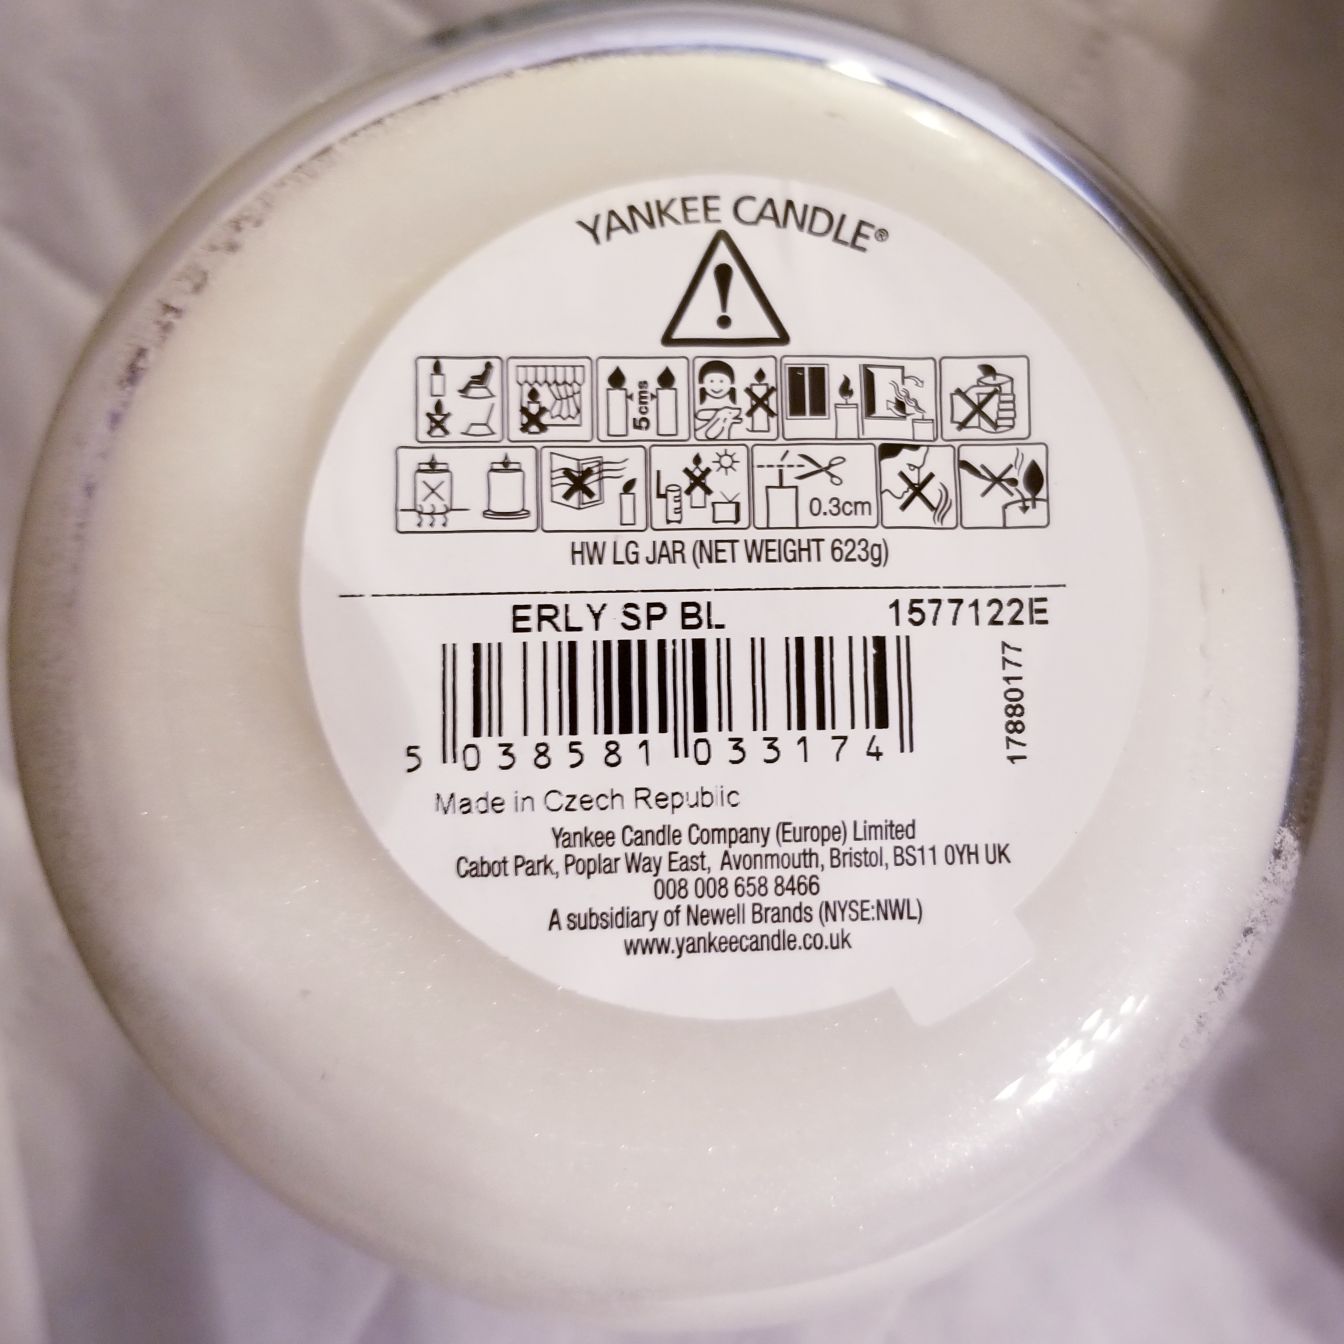 YANKEE CANDLE®
5cms
0.3cm
HW LG JAR (NET WEIGHT 623g)
ERLY SP BL 1577122E
17880177
5 038581 033174
Made in Czech Republic
Yankee Candle Company (Europe) Limited
Cabot Park, Poplar Way East, Avonmouth, Bristol, BS11 0YH UK
008 008 658 8466
A subsidiary of Newell Brands (NYSE:NWL)
www.yankeecandle.co.uk